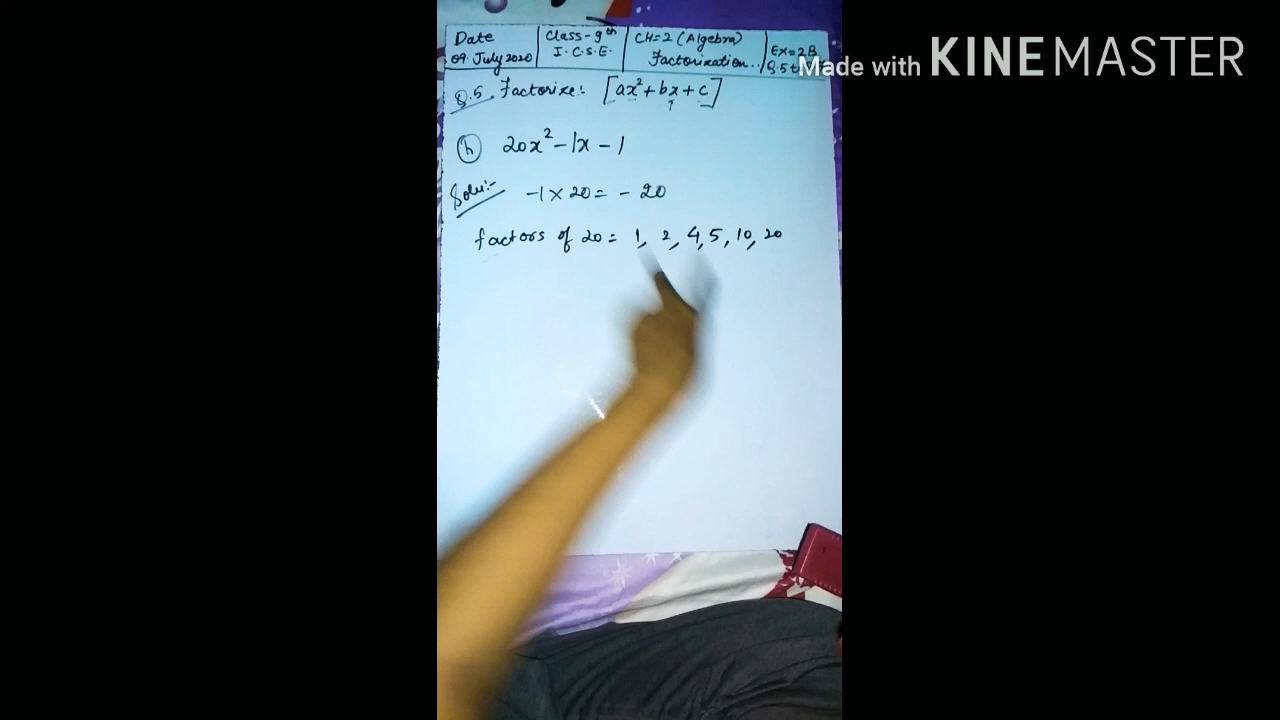 Made with KINEMASTER
Date
09. July 2020
Class - 9th
I.C.S.E.
CH=2 (Algebra)
Factorization..
EX=2B
Q.5
Q.5 Factorize:- [ax²+bx+c]
(h) 20x² - 1x - 1
Solu:- -1 × 20 = - 20
factors of 20 = 1, 2, 4, 5, 10, 20